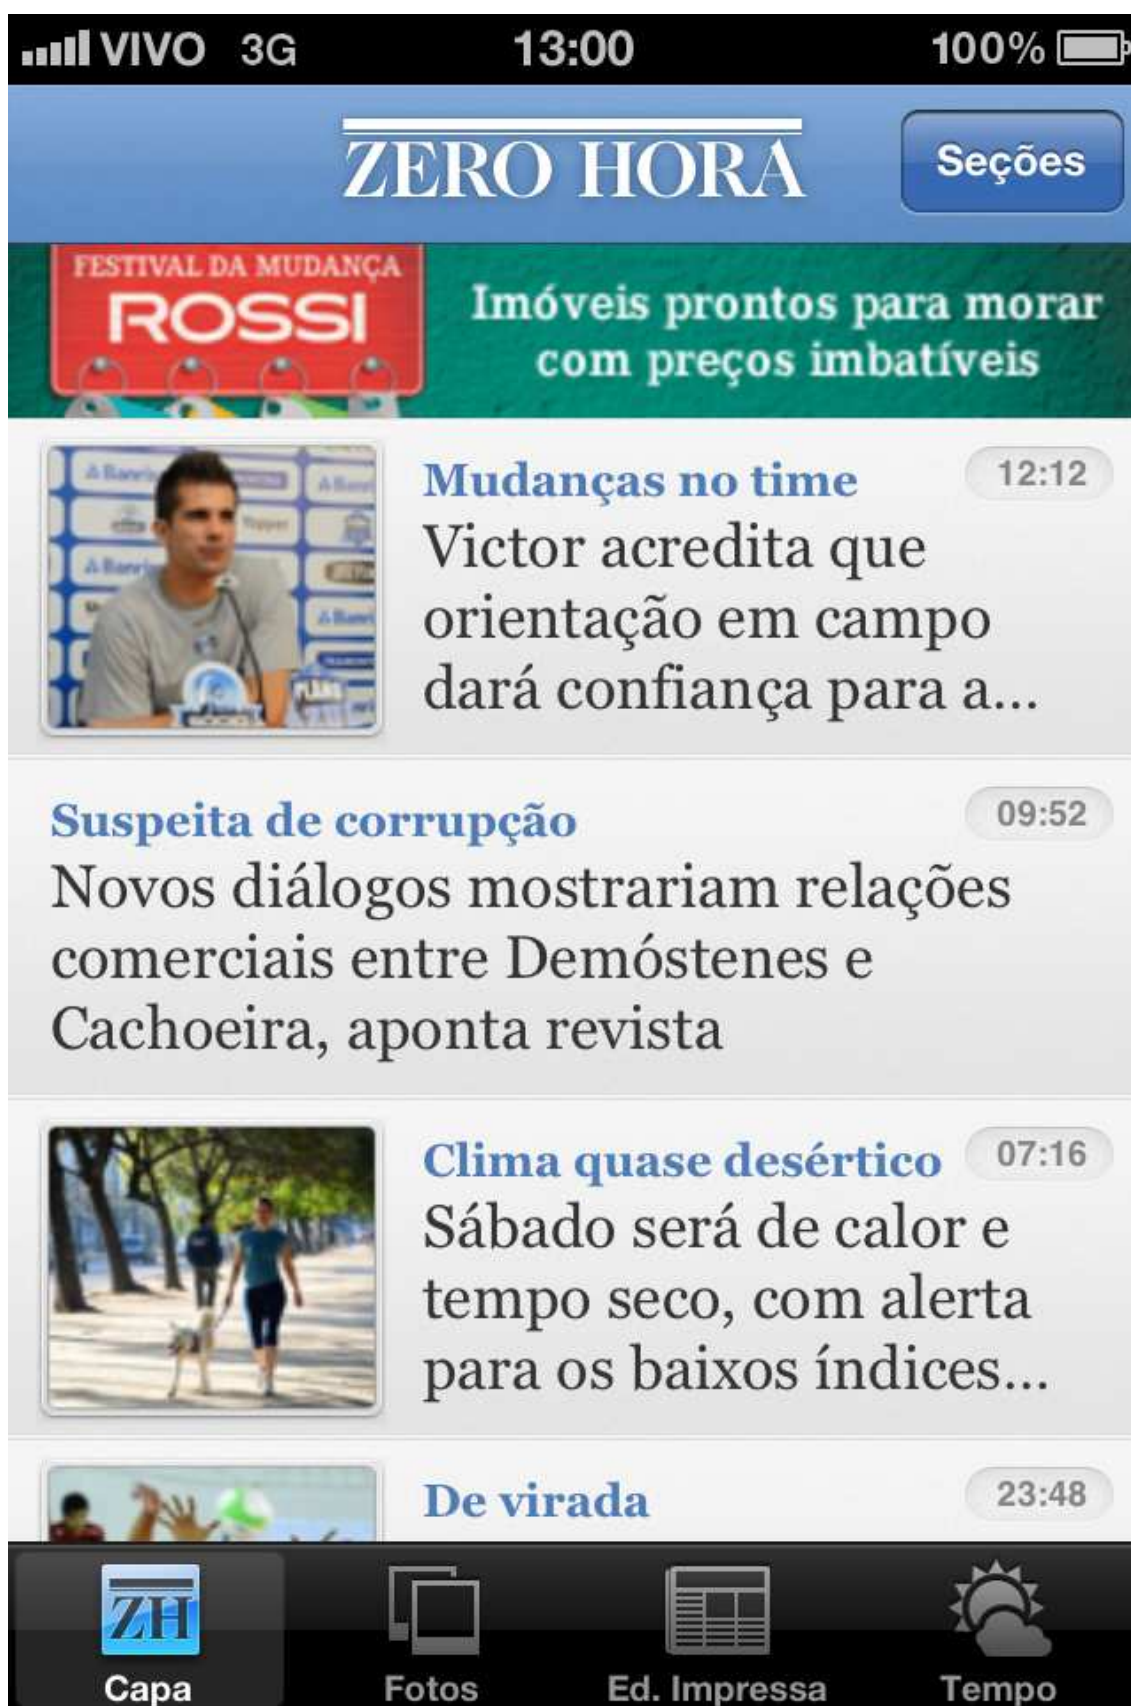 VIVO 3G 13:00 100%
ZERO HORA
Seções
FESTIVAL DA MUDANÇA
ROSSI
Imóveis prontos para morar
com preços imbatíveis
Mudanças no time 12:12
Victor acredita que
orientação em campo
dará confiança para a...
Suspeita de corrupção 09:52
Novos diálogos mostrariam relações
comerciais entre Demóstenes e
Cachoeira, aponta revista
Clima quase desértico 07:16
Sábado será de calor e
tempo seco, com alerta
para os baixos índices...
De virada 23:48
ZH
Capa Fotos Ed. Impressa Tempo